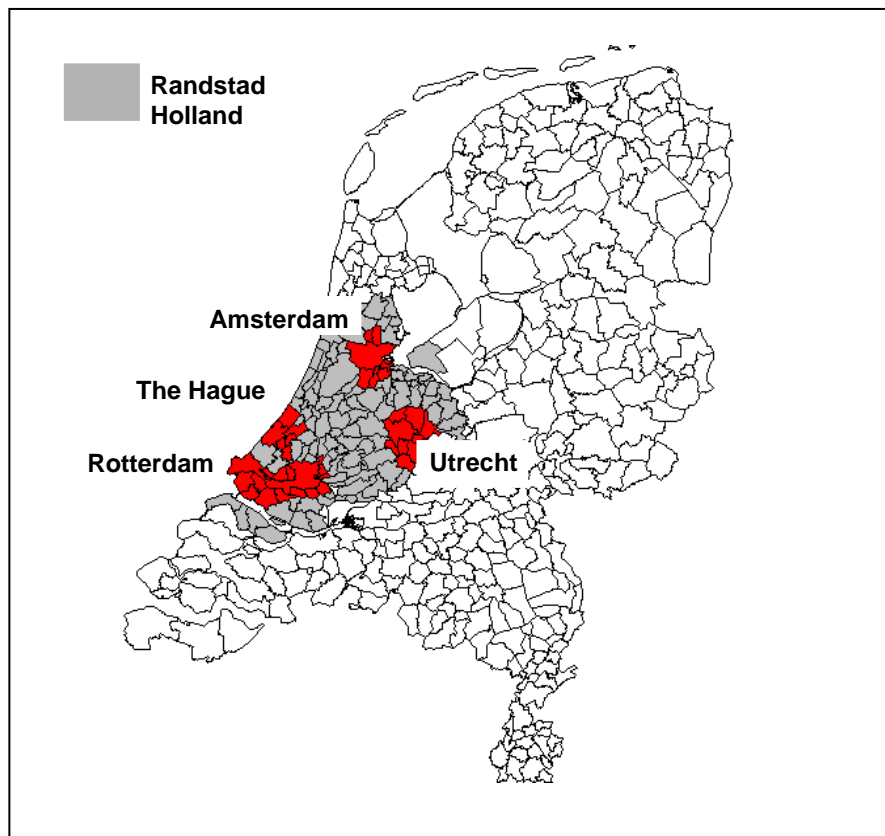 Randstad
Holland
Amsterdam
The Hague
Rotterdam
Utrecht